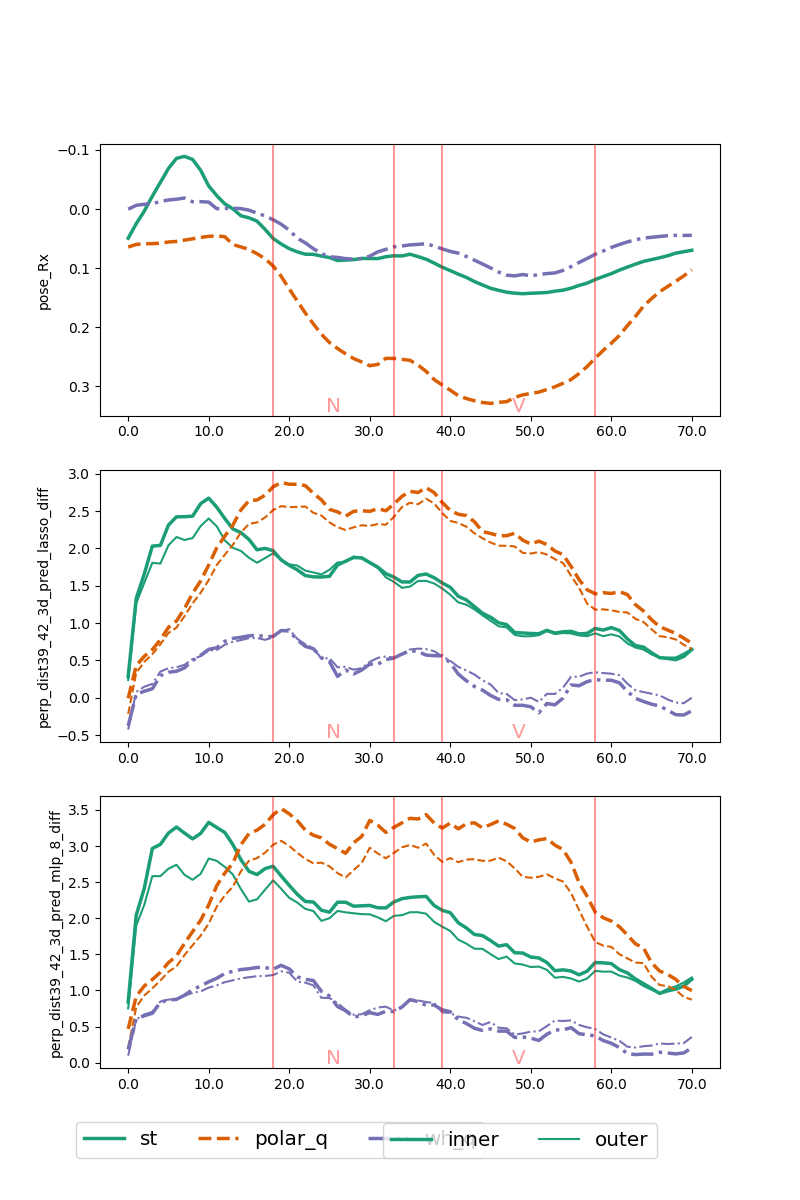 pose_Rx
−0.1
0.0
0.1
0.2
0.3
N
V
0.0 10.0 20.0 30.0 40.0 50.0 60.0 70.0
perp_dist39_42_3d_pred_lasso_diff
3.0
2.5
2.0
1.5
1.0
0.5
0.0
−0.5
N
V
0.0 10.0 20.0 30.0 40.0 50.0 60.0 70.0
perp_dist39_42_3d_pred_mlp_8_diff
3.5
3.0
2.5
2.0
1.5
1.0
0.5
0.0
N
V
0.0 10.0 20.0 30.0 40.0 50.0 60.0 70.0
st polar_q wh_q
inner outer